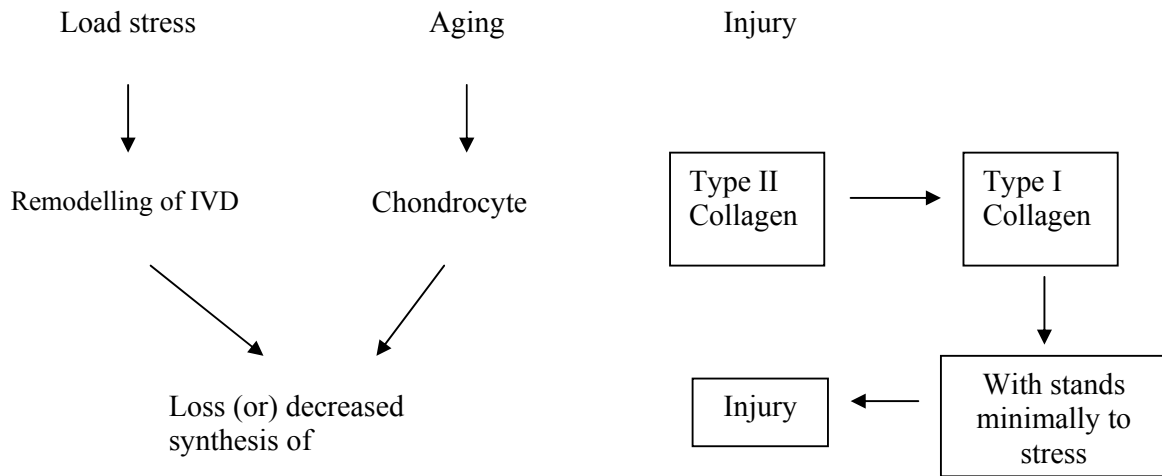 Load stress
Aging
Injury
Remodelling of IVD
Chondrocyte
Type II
Collagen
Type I
Collagen
Loss (or) decreased
synthesis of
Injury
With stands
minimally to
stress